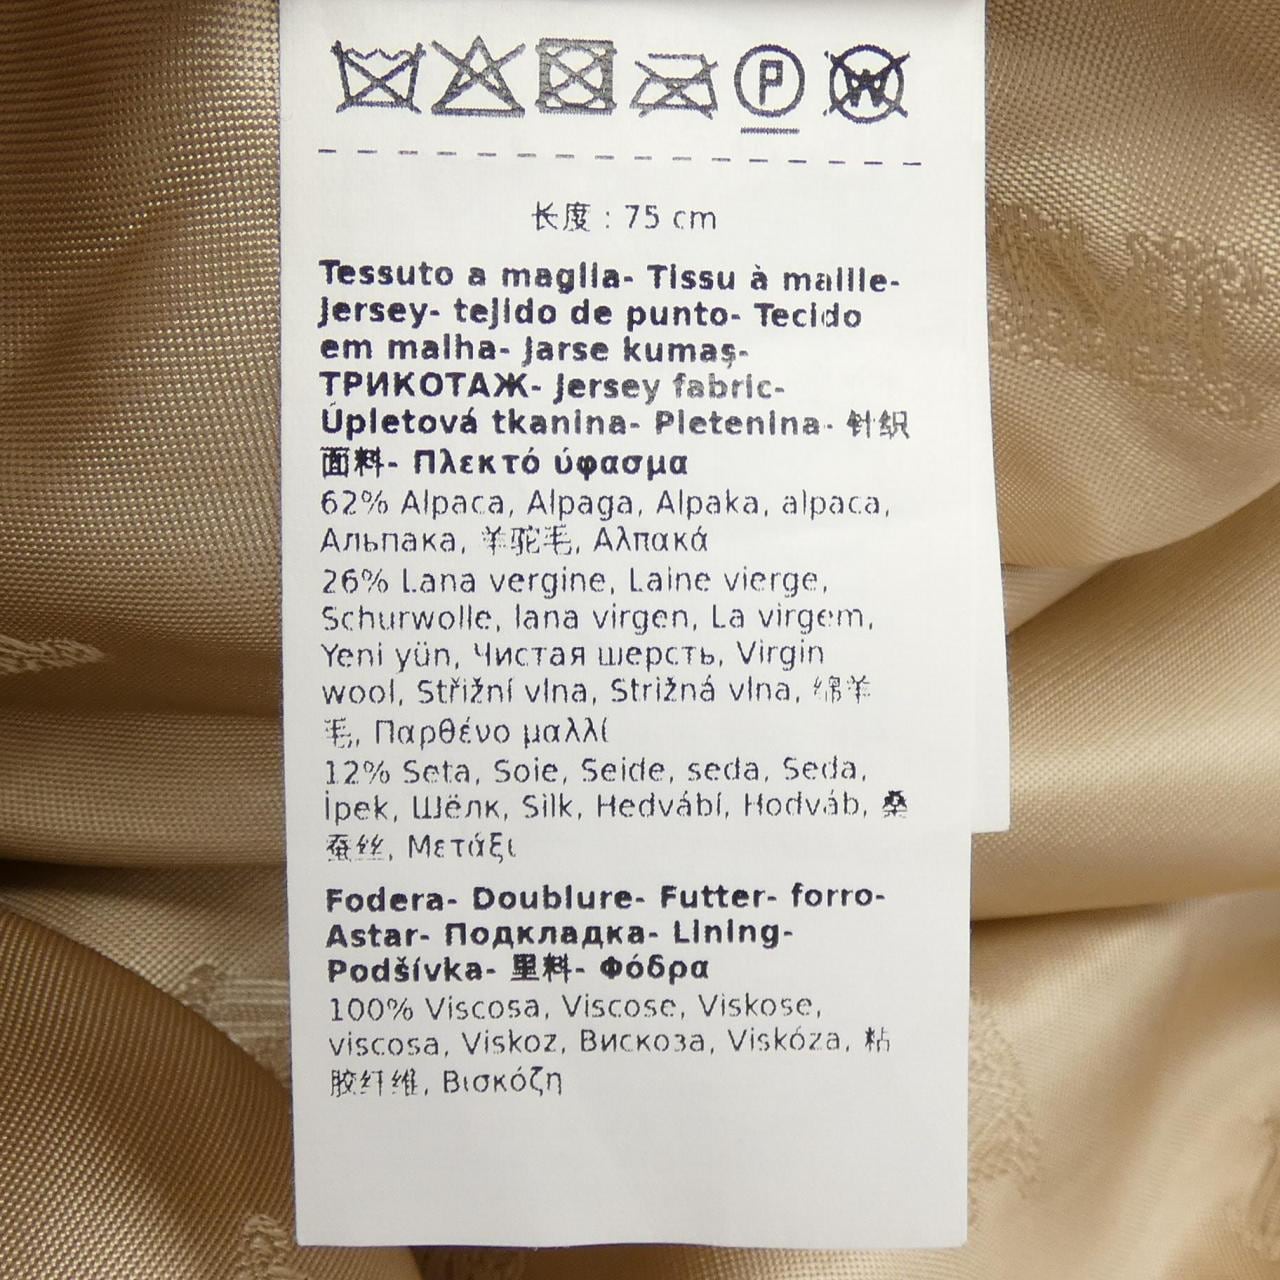 P W
长度 : 75 cm
Tessuto a maglia- Tissu à maille-
Jersey- tejido de punto- Tecido
em malha- Jarse kumaş-
ТРИКОТАЖ- Jersey fabric-
Úpletová tkanina- Pletenina- 针织
面料- Πλεκτό ύφασμα
62% Alpaca, Alpaga, Alpaka, alpaca,
Альпака, 羊驼毛, Αλπακά
26% Lana vergine, Laine vierge,
Schurwolle, lana virgen, La virgem,
Yeni yün, Чистая шерсть, Virgin
wool, Střižní vlna, Strižná vlna, 绵羊
毛, Παρθένο μαλλί
12% Seta, Soie, Seide, seda, Seda,
İpek, Шёлк, Silk, Hedvábí, Hodváb, 桑
蚕丝, Μετάξι
Fodera- Doublure- Futter- forro-
Astar- Подкладка- Lining-
Podšívka- 里料- Φόδρα
100% Viscosa, Viscose, Viskose,
viscosa, Viskoz, Вискоза, Viskóza, 粘
胶纤维, Βισκόζη